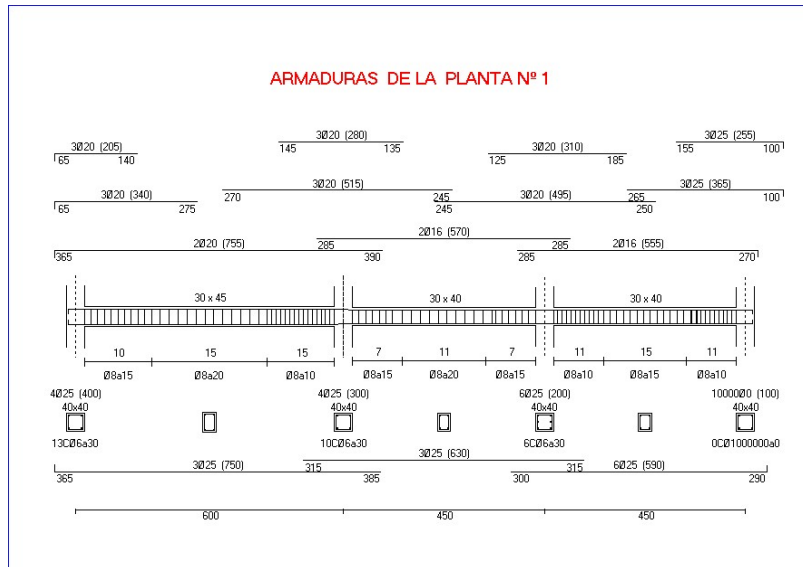 ARMADURAS DE LA PLANTA Nº 1
3Ø20 (280) 3Ø25 (255)
3Ø20 (205) 145 135 3Ø20 (310) 155 100
65 140 125 185
3Ø20 (515) 3Ø25 (365)
3Ø20 (340) 270 245 3Ø20 (495) 265 100
65 275 245 250
2Ø16 (570)
2Ø20 (755) 285 285 2Ø16 (555)
365 390 285 270
30 x 45 30 x 40 30 x 40
10 15 15 7 11 7 11 15 11
Ø8a15 Ø8a20 Ø8a10 Ø8a15 Ø8a20 Ø8a15 Ø8a10 Ø8a15 Ø8a10
4Ø25 (400) 4Ø25 (300) 6Ø25 (200) 10000Ø0 (100)
40x40 40x40 40x40 40x40
13CØ6a30 10CØ6a30 6CØ6a30 0CØ1000000a0
3Ø25 (630)
3Ø25 (750) 315 315 6Ø25 (590)
365 385 300 290
600 450 450